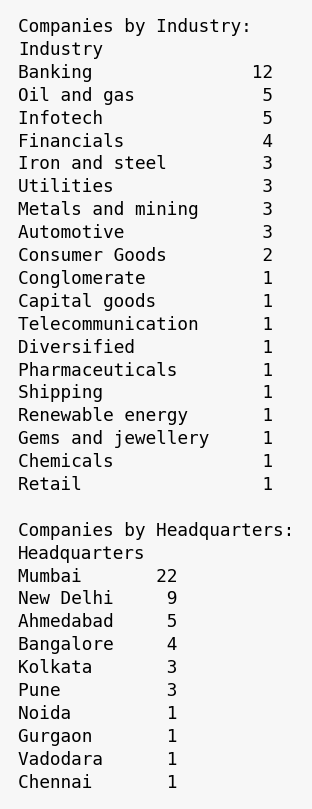 Companies by Industry:
Industry
Banking 12
Oil and gas 5
Infotech 5
Financials 4
Iron and steel 3
Utilities 3
Metals and mining 3
Automotive 3
Consumer Goods 2
Conglomerate 1
Capital goods 1
Telecommunication 1
Diversified 1
Pharmaceuticals 1
Shipping 1
Renewable energy 1
Gems and jewellery 1
Chemicals 1
Retail 1

Companies by Headquarters:
Headquarters
Mumbai 22
New Delhi 9
Ahmedabad 5
Bangalore 4
Kolkata 3
Pune 3
Noida 1
Gurgaon 1
Vadodara 1
Chennai 1